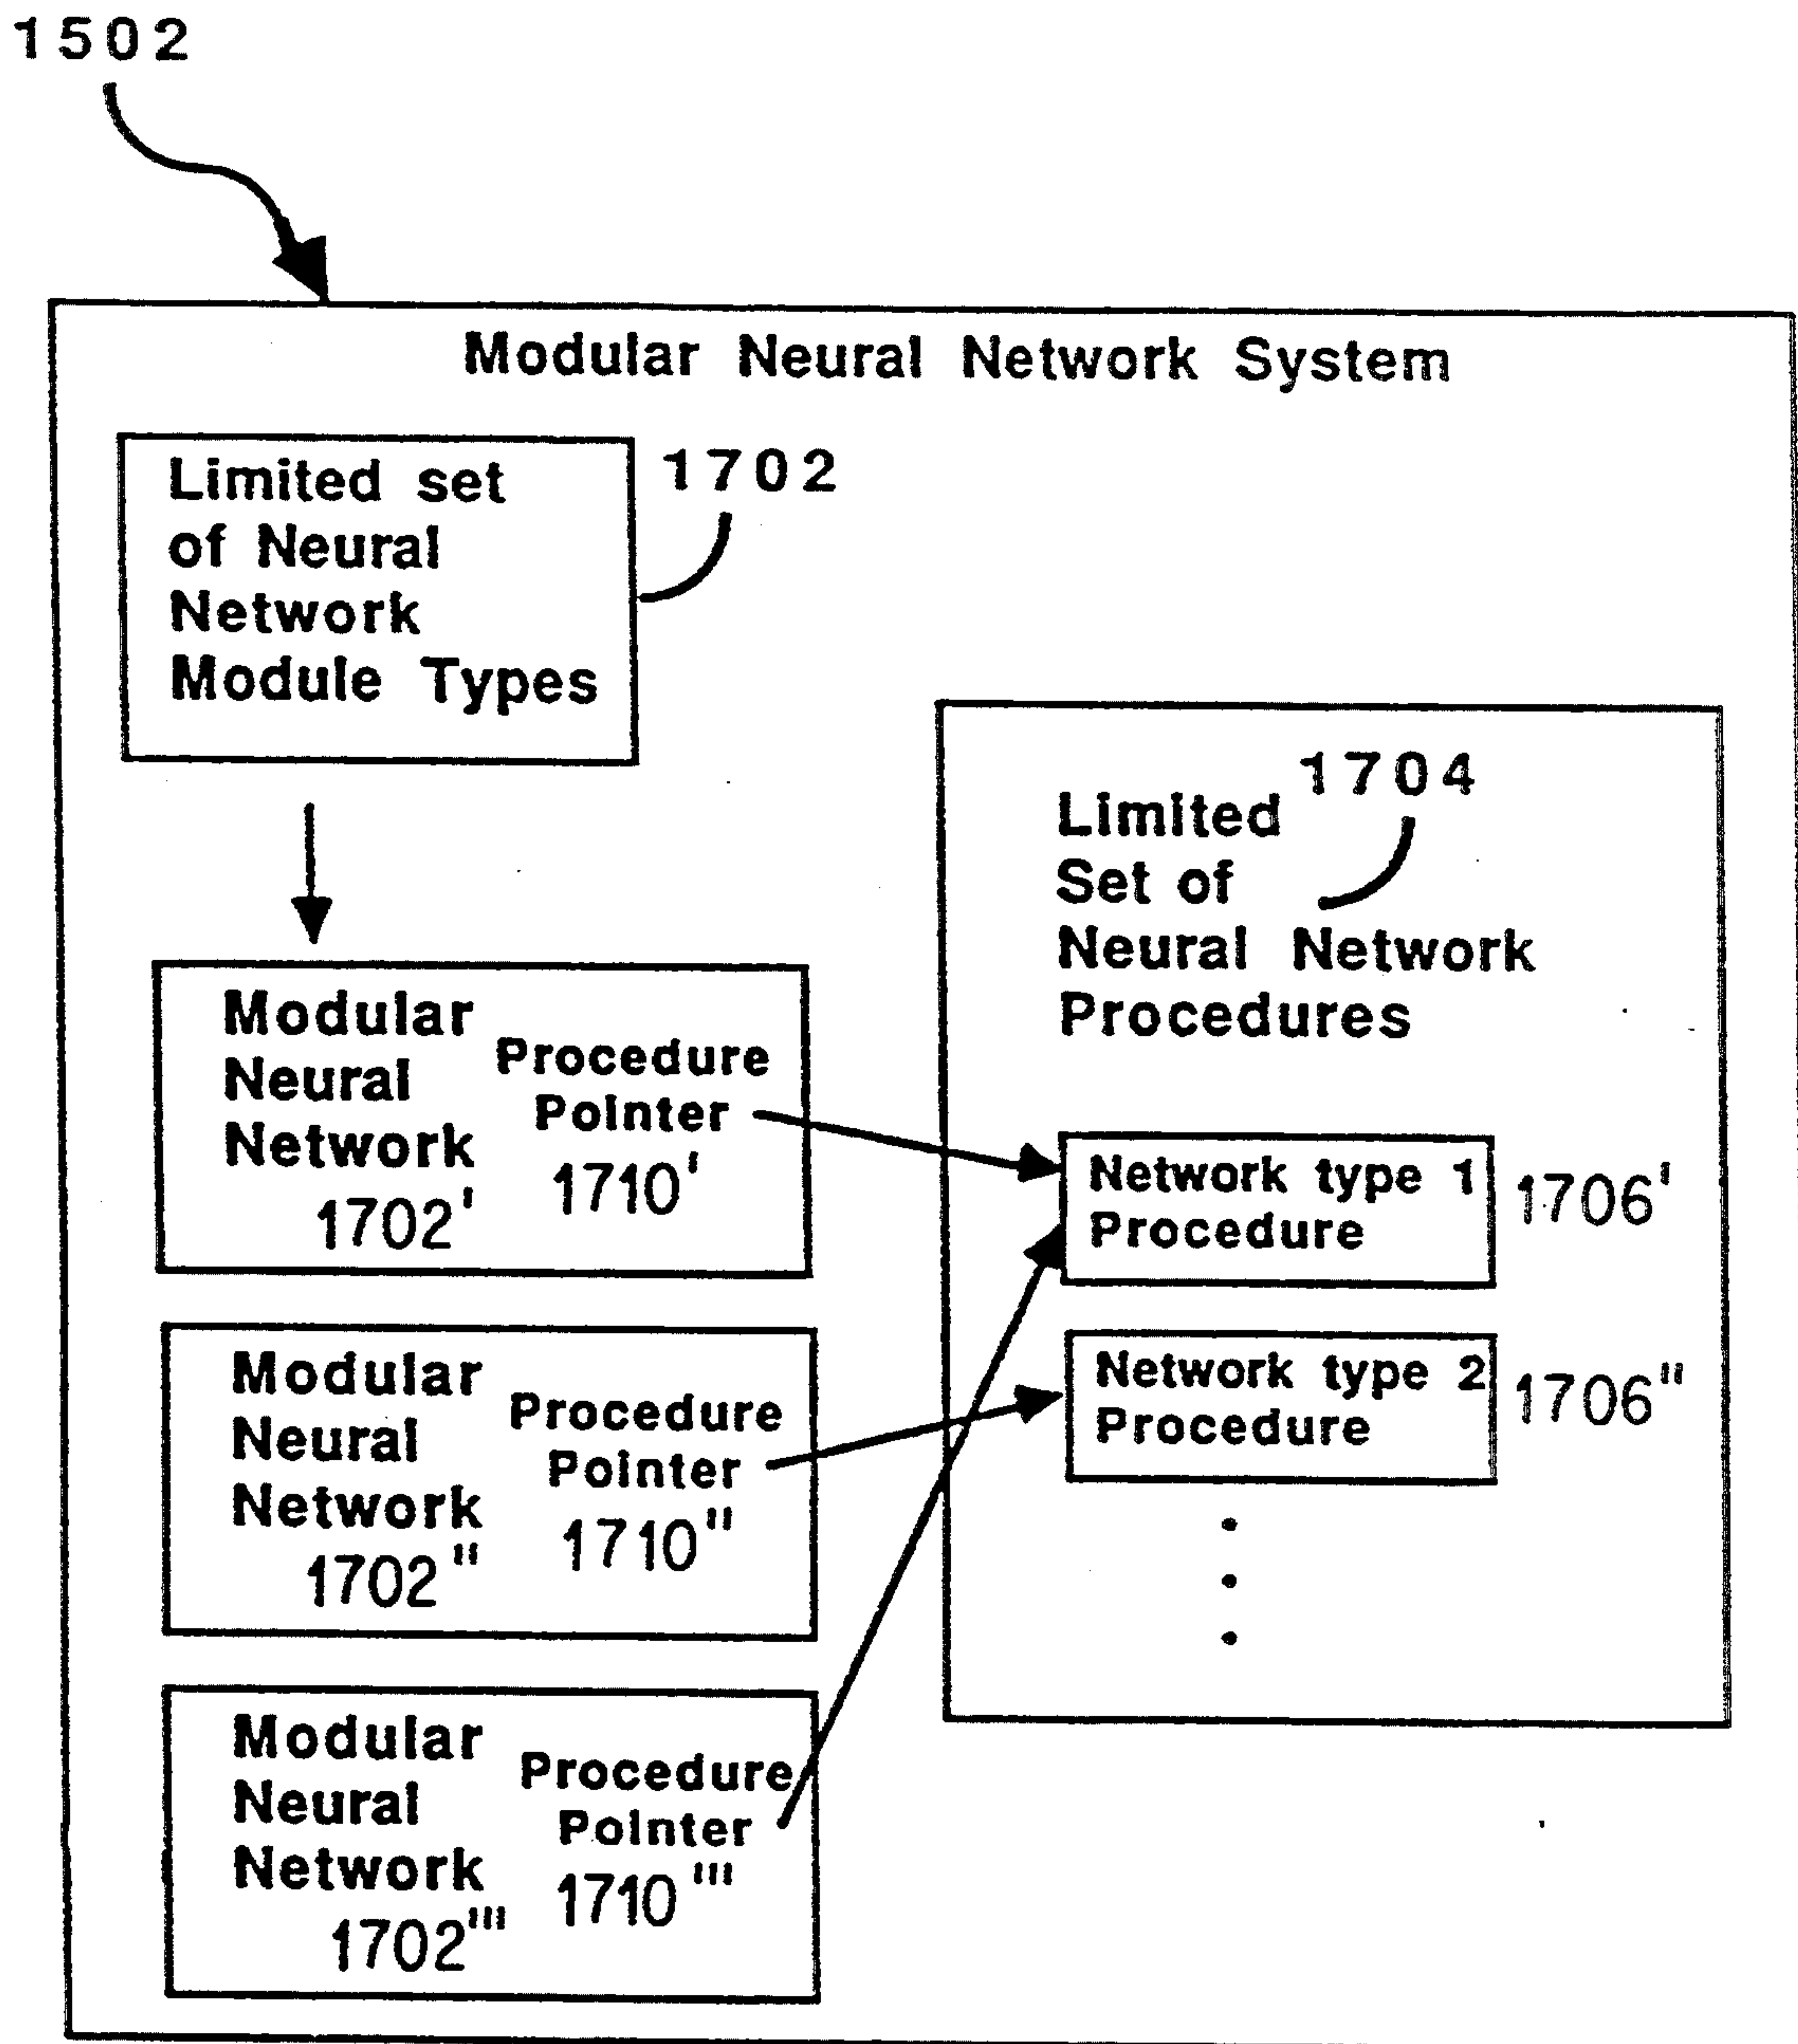 1502
Modular Neural Network System
Limited set
of Neural
Network
Module Types
1702
1704
Limited
Set of
Neural Network
Procedures
Modular
Neural
Network
1702'
Procedure
Pointer
1710'
Network type 1
Procedure
1706'
Modular
Neural
Network
1702''
Procedure
Pointer
1710''
Network type 2
Procedure
1706''
Modular
Neural
Network
1702'''
Procedure
Pointer
1710'''